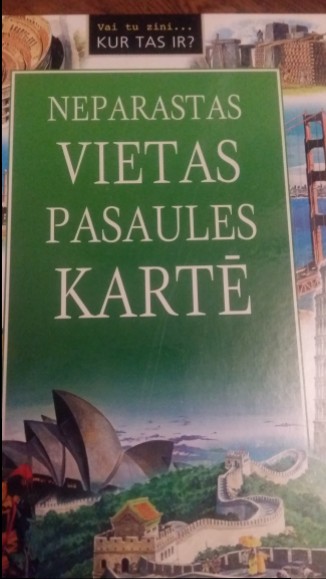 Vai tu zini...
KUR TAS IR?
NEPARASTAS
VIETAS
PASAULES
KARTĒ